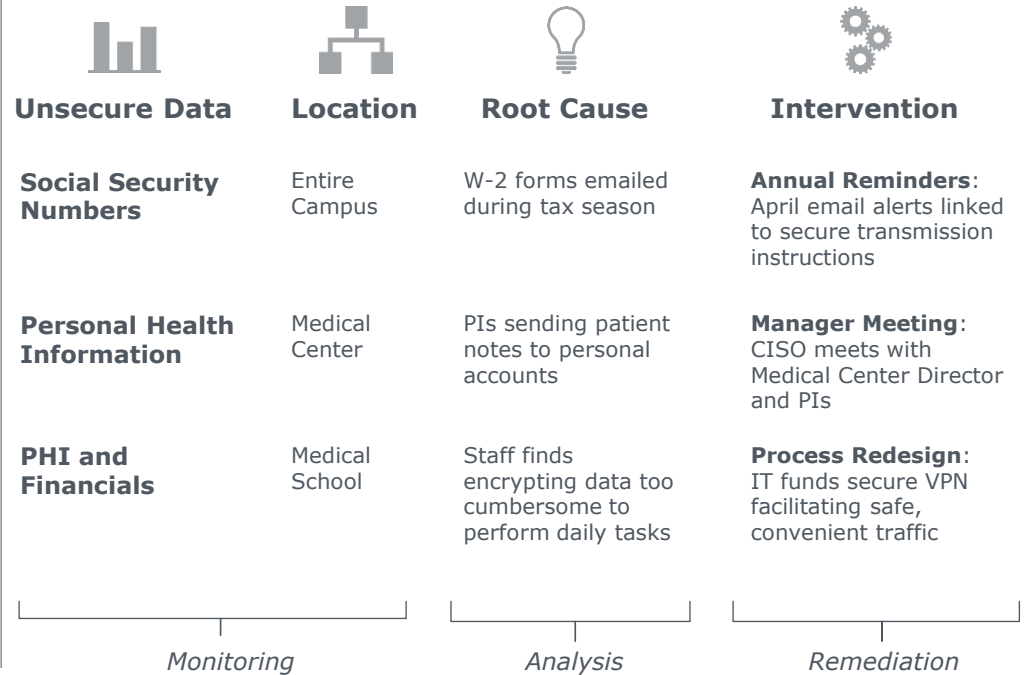 Unsecure Data
Location
Root Cause
Intervention
Social Security
Numbers
Entire
Campus
W-2 forms emailed
during tax season
Annual Reminders:
April email alerts linked
to secure transmission
instructions
Personal Health
Information
Medical
Center
PIs sending patient
notes to personal
accounts
Manager Meeting:
CISO meets with
Medical Center Director
and PIs
PHI and
Financials
Medical
School
Staff finds
encrypting data too
cumbersome to
perform daily tasks
Process Redesign:
IT funds secure VPN
facilitating safe,
convenient traffic
Monitoring
Analysis
Remediation